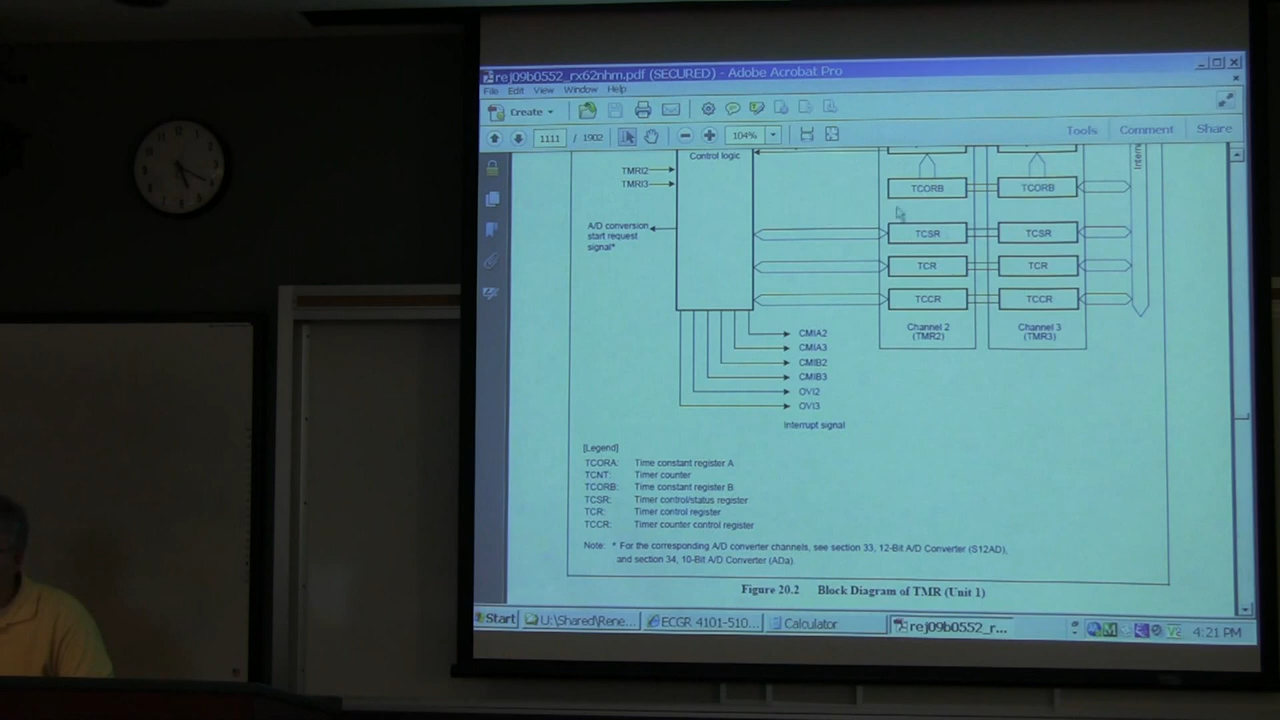 rej09b0552_rx62nhm.pdf (SECURED) - Adobe Acrobat Pro
File Edit View Window Help
Create
1111 / 1902 104% Tools Comment Share
Control logic
TMRI2
TMRI3
TCORB TCORB
A/D conversion
start request
signal*
TCSR TCSR
TCR TCR
TCCR TCCR
Channel 2
(TMR2)
Channel 3
(TMR3)
CMIA2
CMIA3
CMIB2
CMIB3
OVI2
OVI3
Interrupt signal
[Legend]
TCORA: Time constant register A
TCNT: Timer counter
TCORB: Time constant register B
TCSR: Timer control/status register
TCR: Timer control register
TCCR: Timer counter control register
Note: * For the corresponding A/D converter channels, see section 33, 12-Bit A/D Converter (S12AD),
and section 34, 10-Bit A/D Converter (ADa).
Figure 20.2 Block Diagram of TMR (Unit 1)
Start U:\Shared\Rene... ECGR 4101-510... Calculator rej09b0552_r... 4:21 PM